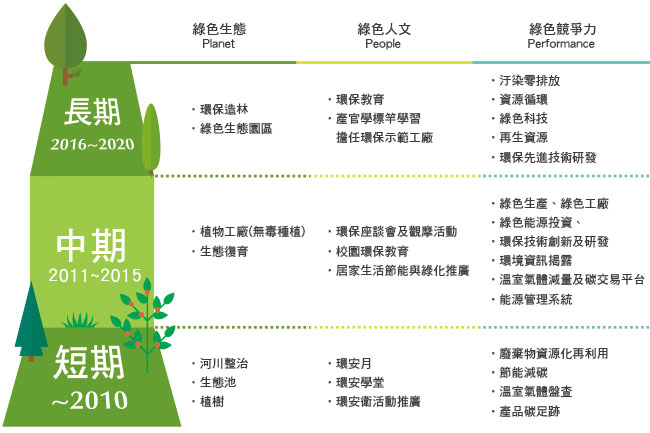 綠色生態
Planet
綠色人文
People
綠色競爭力
Performance
長期
2016~2020
・環保造林
・綠色生態園區
・環保教育
・產官學標竿學習
擔任環保示範工廠
・汙染零排放
・資源循環
・綠色科技
・再生資源
・環保先進技術研發
中期
2011~2015
・植物工廠(無毒種植)
・生態復育
・環保座談會及觀摩活動
・校園環保教育
・居家生活節能與綠化推廣
・綠色生產、綠色工廠
・綠色能源投資、
・環保技術創新及研發
・環境資訊揭露
・溫室氣體減量及碳交易平台
・能源管理系統
短期
~2010
・河川整治
・生態池
・植樹
・環安月
・環安學堂
・環安衛活動推廣
・廢棄物資源化再利用
・節能減碳
・溫室氣體盤查
・產品碳足跡